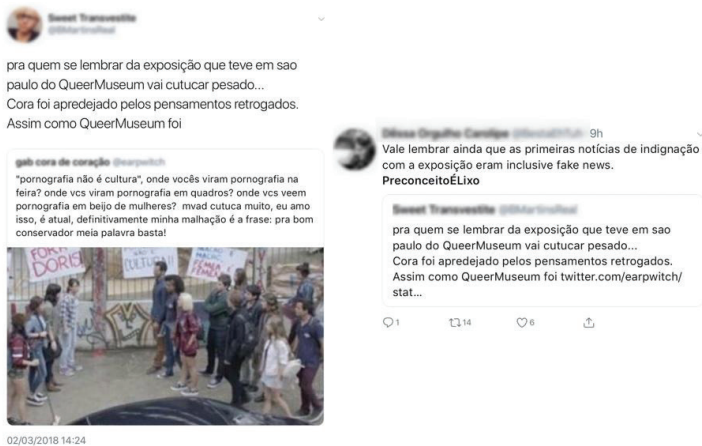 Sweet Transvestite
@BMartinsReal
pra quem se lembrar da exposição que teve em sao
paulo do QueerMuseum vai cutucar pesado...
Cora foi apredejado pelos pensamentos retrogados.
Assim como QueerMuseum foi
gab cora de coração @earpwitch
"pornografia não é cultura", onde vocês viram pornografia na
feira? onde vcs viram pornografia em quadros? onde vcs veem
pornografia em beijo de mulheres? mvad cutuca muito, eu amo
isso, é atual, definitivamente minha malhação é a frase: pra bom
conservador meia palavra basta!
FORA
DORIS!
NÃO É
CULTURA!!
MACHO
FÊMEA
02/03/2018 14:24
9h
Vale lembrar ainda que as primeiras notícias de indignação
com a exposição eram inclusive fake news.
PreconceitoÉLixo
Sweet Transvestite @BMartinsReal
pra quem se lembrar da exposição que teve em sao
paulo do QueerMuseum vai cutucar pesado...
Cora foi apredejado pelos pensamentos retrogados.
Assim como QueerMuseum foi twitter.com/earpwitch/
stat...
1
14
6